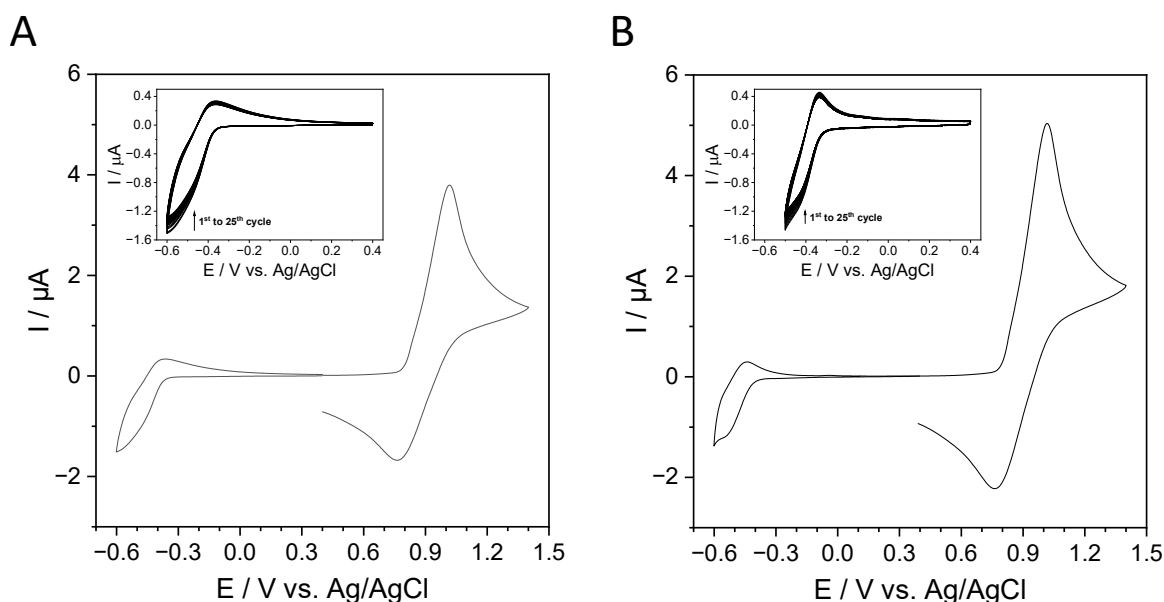 A
I / µA
6
4
2
0
−2
−0.6 −0.3 0.0 0.3 0.6 0.9 1.2 1.5
E / V vs. Ag/AgCl
I / µA
0.4
0.0
−0.4
−0.8
−1.2
−1.6
1st to 25th cycle
−0.6 −0.4 −0.2 0.0 0.2 0.4
E / V vs. Ag/AgCl
B
I / µA
6
4
2
0
−2
−0.6 −0.3 0.0 0.3 0.6 0.9 1.2 1.5
E / V vs. Ag/AgCl
I / µA
0.4
0.0
−0.4
−0.8
−1.2
−1.6
1st to 25th cycle
−0.6 −0.4 −0.2 0.0 0.2 0.4
E / V vs. Ag/AgCl